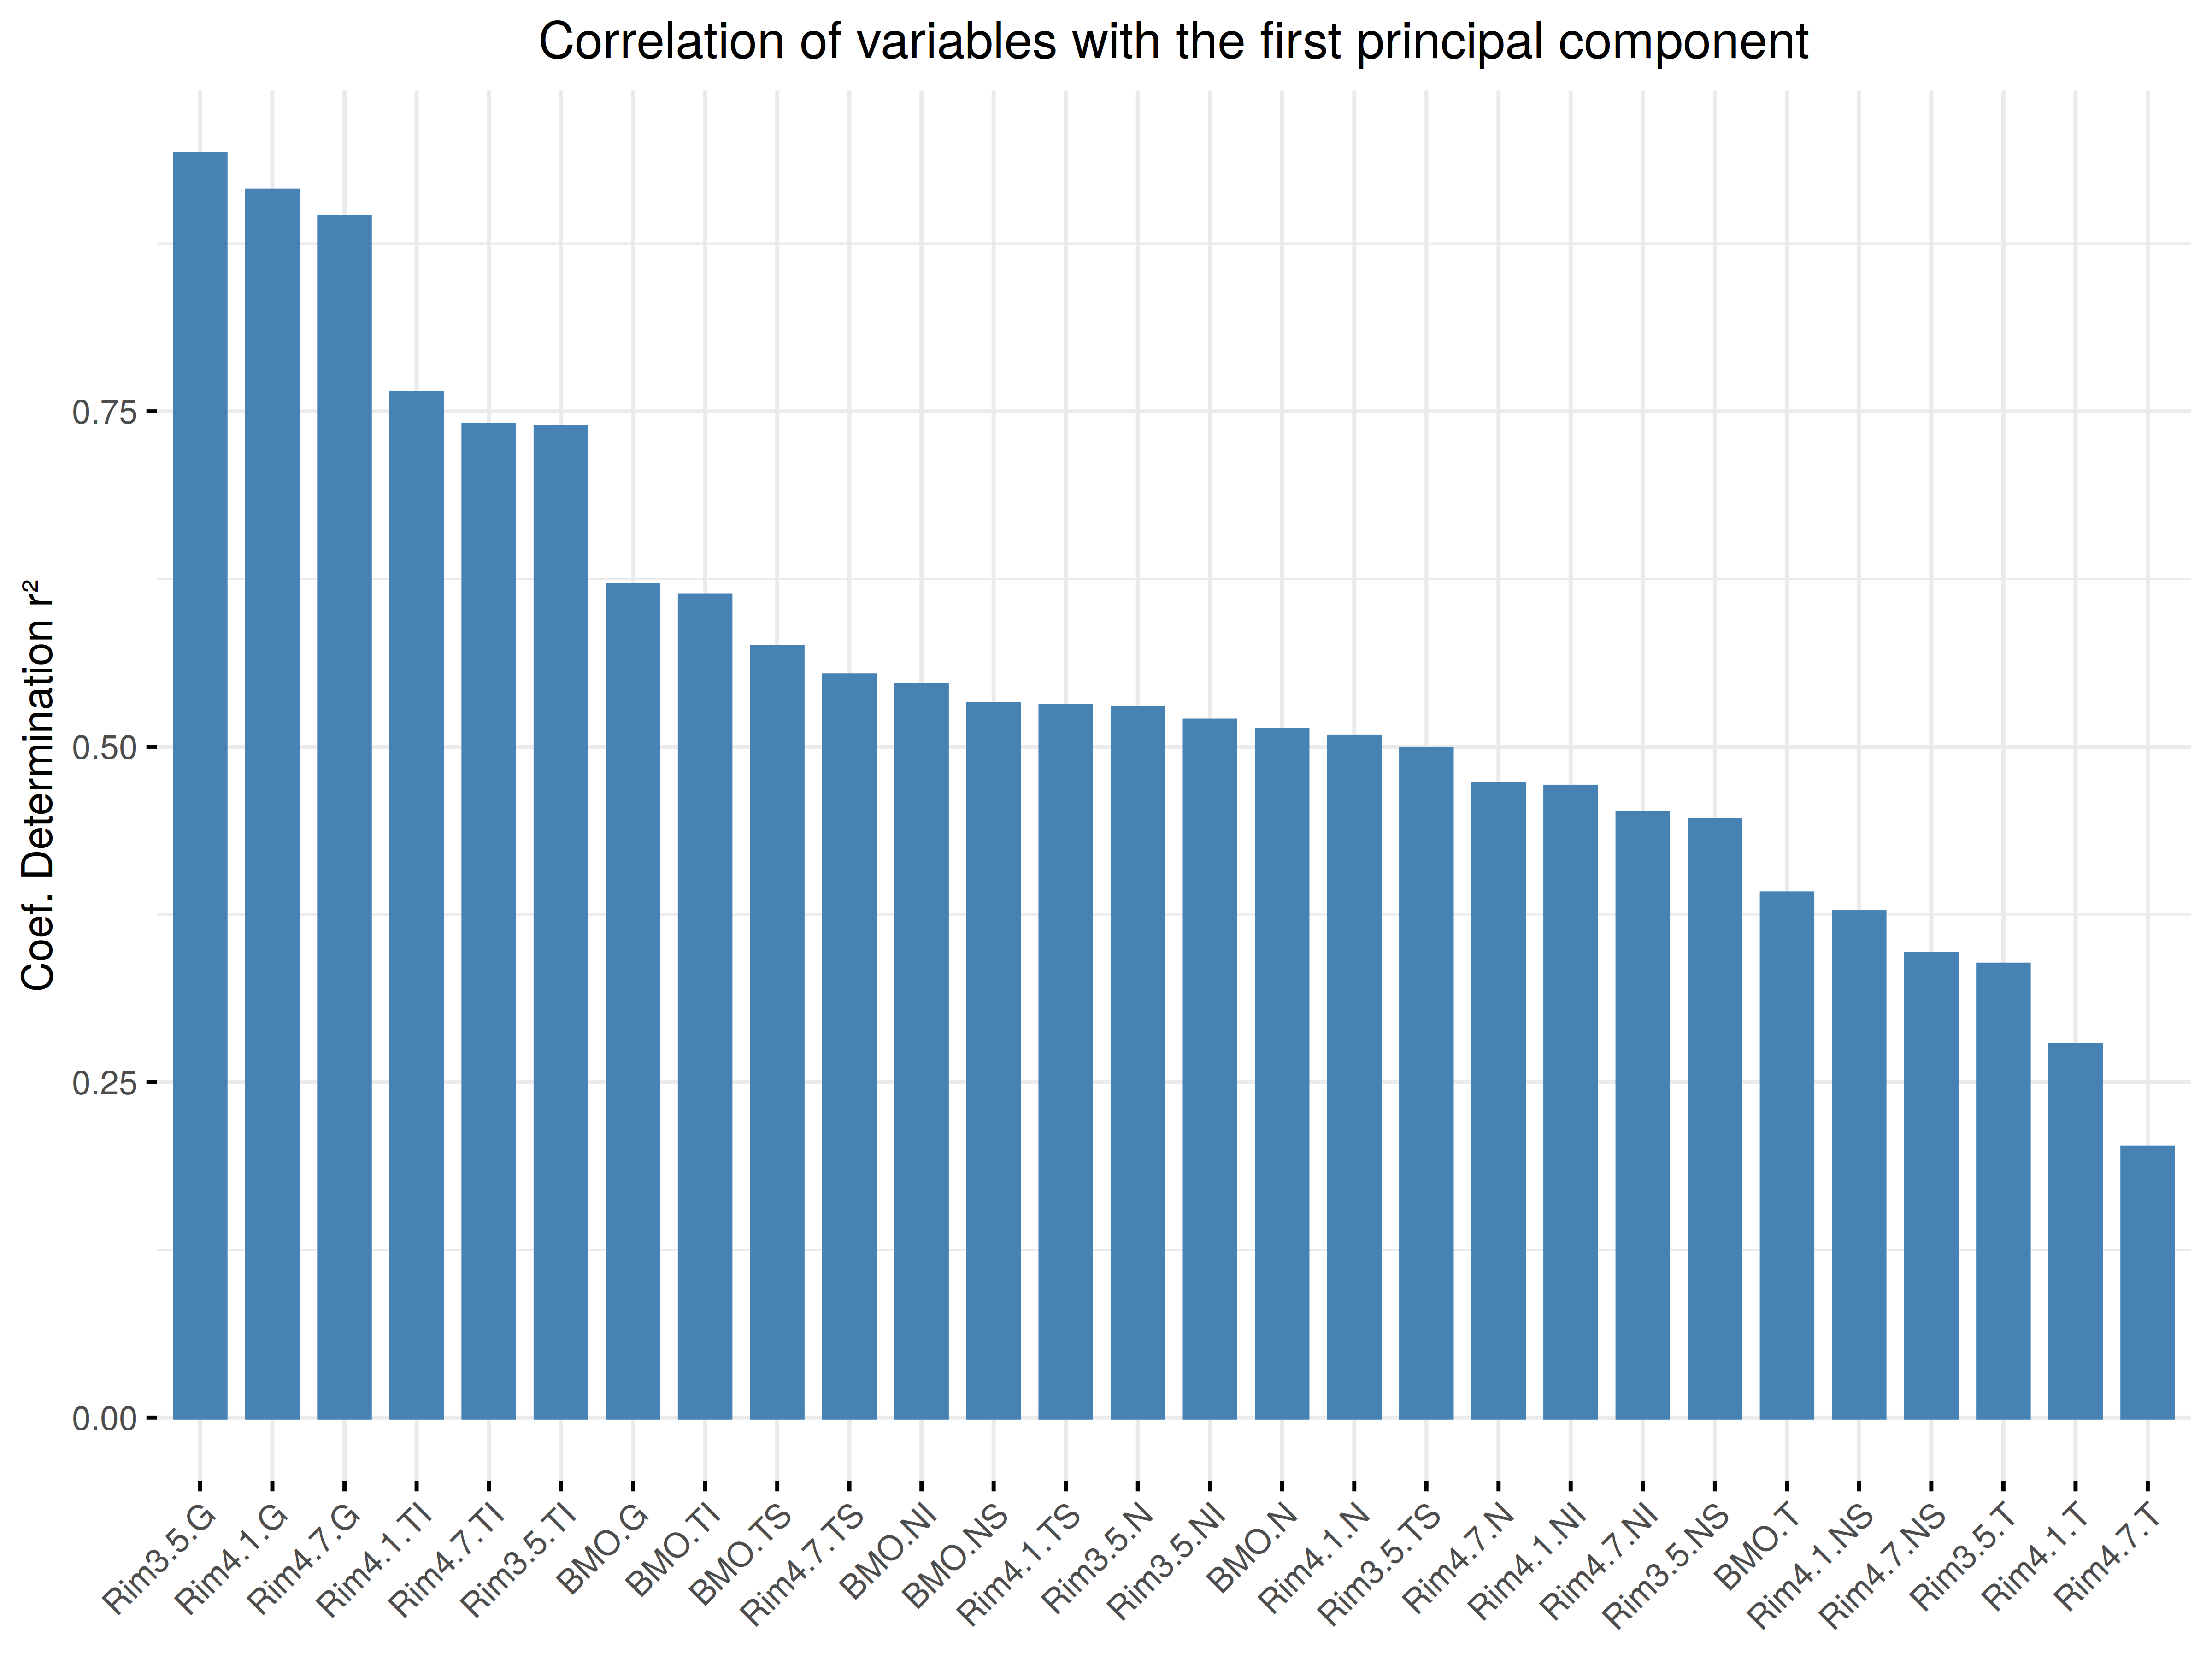 Correlation of variables with the first principal component
Coef. Determination r²
0.75
0.50
0.25
0.00
Rim3.5.G
Rim4.1.G
Rim4.7.G
Rim4.1.TI
Rim4.7.TI
Rim3.5.TI
BMO.G
BMO.TI
BMO.TS
Rim4.7.TS
BMO.NI
BMO.NS
Rim4.1.TS
Rim3.5.N
Rim3.5.NI
BMO.N
Rim4.1.N
Rim3.5.TS
Rim4.7.N
Rim4.1.NI
Rim4.7.NI
Rim3.5.NS
BMO.T
Rim4.1.NS
Rim4.7.NS
Rim3.5.T
Rim4.1.T
Rim4.7.T